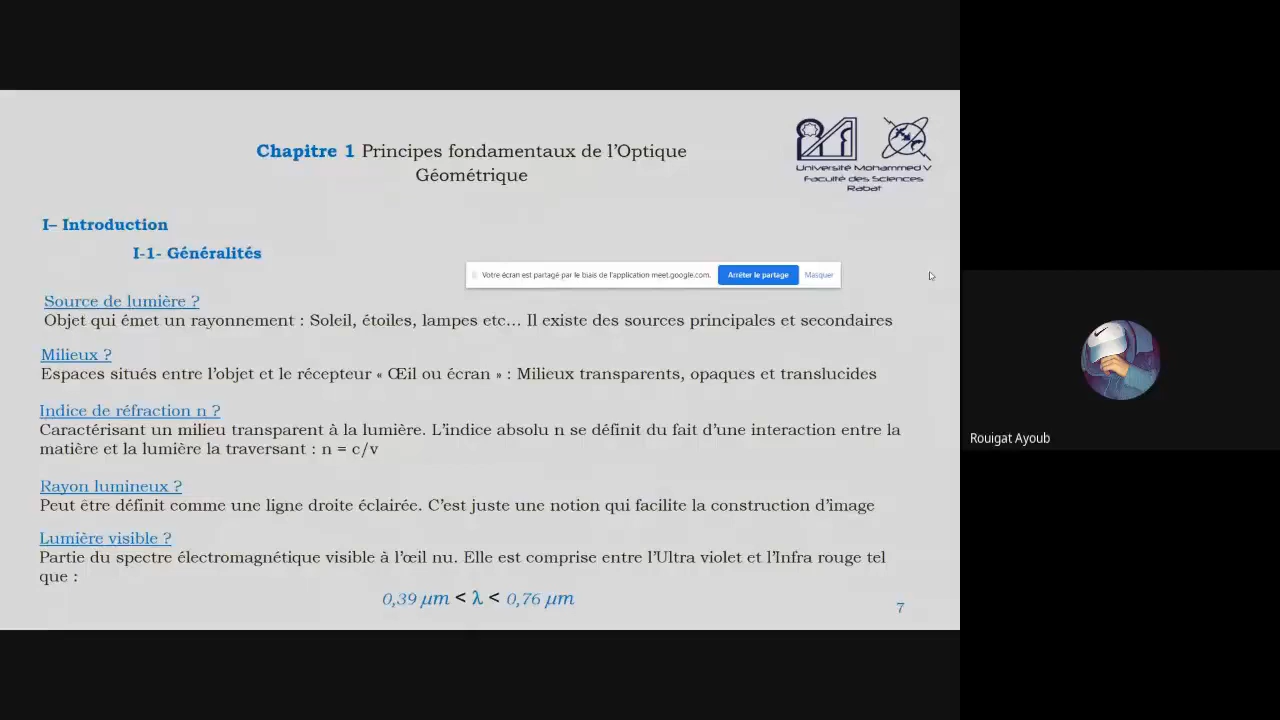 Chapitre 1 Principes fondamentaux de l'Optique
Géométrique
Université Mohammed V
Faculté des Sciences
Rabat
I– Introduction
I-1- Généralités
Votre écran est partagé par le biais de l'application meet.google.com.
Arrêter le partage
Masquer
Source de lumière ?
Objet qui émet un rayonnement : Soleil, étoiles, lampes etc… Il existe des sources principales et secondaires
Milieux ?
Espaces situés entre l'objet et le récepteur « Œil ou écran » : Milieux transparents, opaques et translucides
Indice de réfraction n ?
Caractérisant un milieu transparent à la lumière. L'indice absolu n se définit du fait d'une interaction entre la
matière et la lumière la traversant : n = c/v
Rayon lumineux ?
Peut être définit comme une ligne droite éclairée. C'est juste une notion qui facilite la construction d'image
Lumière visible ?
Partie du spectre électromagnétique visible à l'œil nu. Elle est comprise entre l'Ultra violet et l'Infra rouge tel
que :
0,39 µm < λ < 0,76 µm
7
Rouigat Ayoub